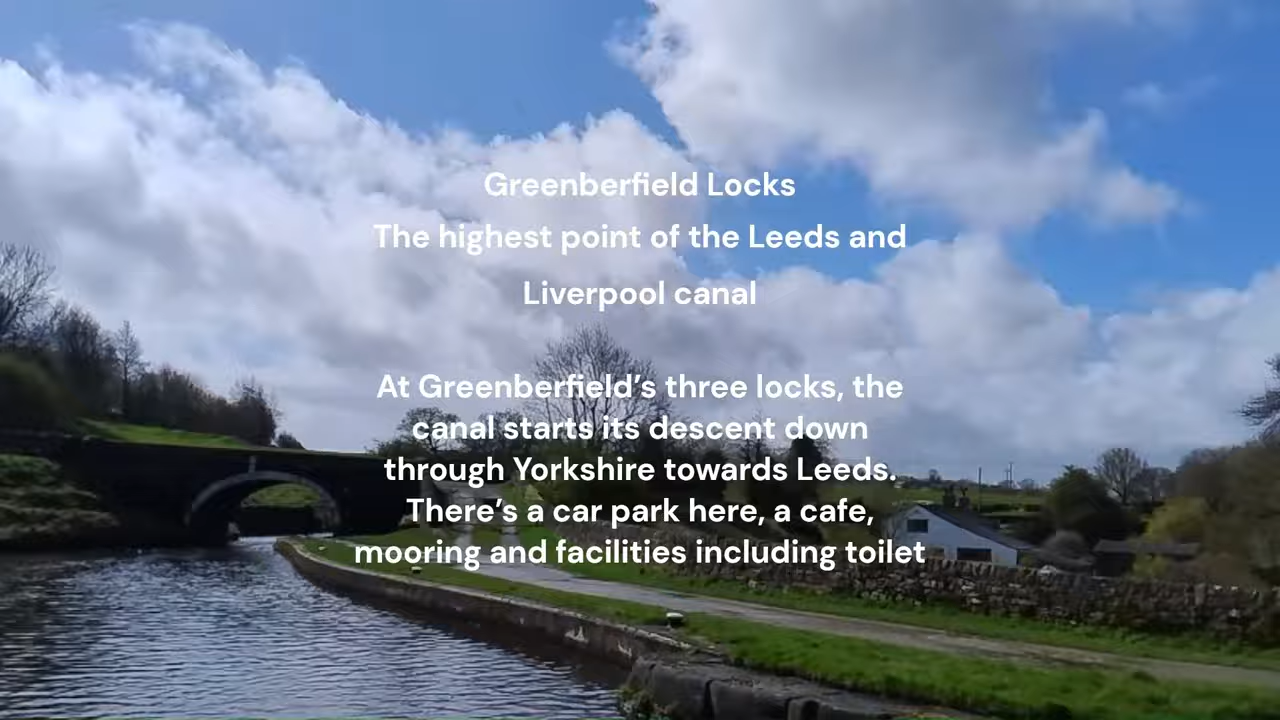 Greenberfield Locks
The highest point of the Leeds and
Liverpool canal
At Greenberfield’s three locks, the
canal starts its descent down
through Yorkshire towards Leeds.
There’s a car park here, a cafe,
mooring and facilities including toilet